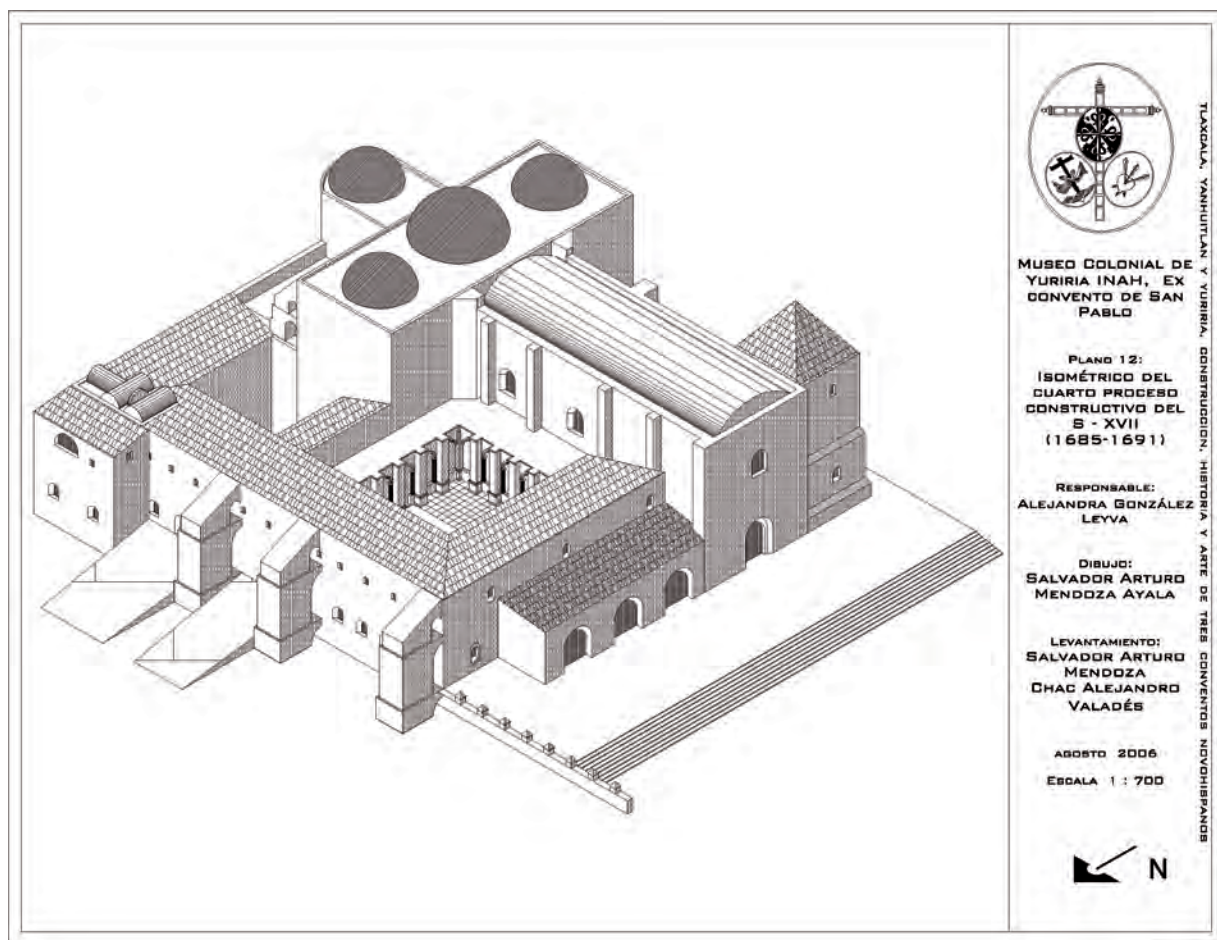 MUSEO COLONIAL DE
YURIRIA INAH, EX
CONVENTO DE SAN
PABLO
PLANO 12:
ISOMÉTRICO DEL
CUARTO PROCESO
CONSTRUCTIVO DEL
S - XVII
(1685-1691)
RESPONSABLE:
ALEJANDRA GONZÁLEZ
LEYVA
DIBUJO:
SALVADOR ARTURO
MENDOZA AYALA
LEVANTAMIENTO:
SALVADOR ARTURO
MENDOZA
CHAC ALEJANDRO
VALADÉS
AGOSTO 2006
ESCALA 1 : 700
N
TLAXCALA, YANHUITLAN Y YURIRIA, CONSTRUCCION, HISTORIA Y ARTE DE TRES CONVENTOS NOVOHISPANOS